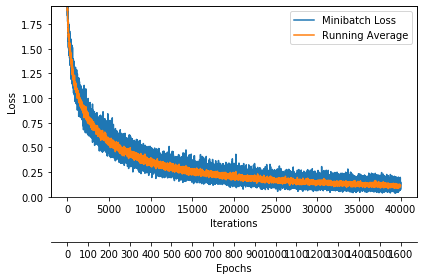 Minibatch Loss
Running Average
1.75
1.50
1.25
1.00
0.75
0.50
0.25
0.00
Loss
0 5000 10000 15000 20000 25000 30000 35000 40000
Iterations
0 100 200 300 400 500 600 700 800 900 1000 1100 1200 1300 1400 1500 1600
Epochs